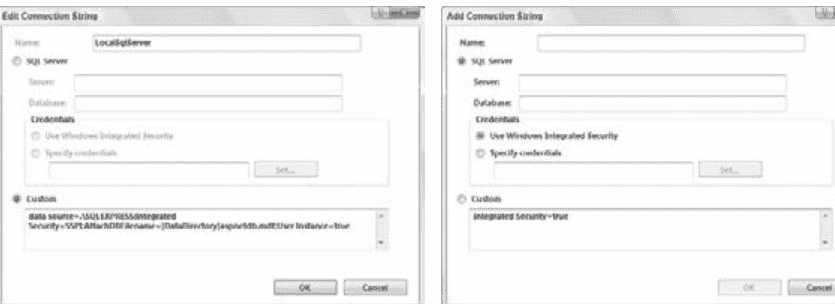 Edit Connection String
Name:
LocalSqlServer
SQL Server
Server:
Database:
Credentials
Use Windows Integrated Security
Specify credentials
Set...
Custom
data source=.\SQLEXPRESS;Integrated
Security=SSPI;AttachDBFilename=|DataDirectory|aspnetdb.mdf;User Instance=true
OK
Cancel
Add Connection String
Name:
SQL Server
Server:
Database:
Credentials
Use Windows Integrated Security
Specify credentials
Set...
Custom
Integrated Security=true
OK
Cancel